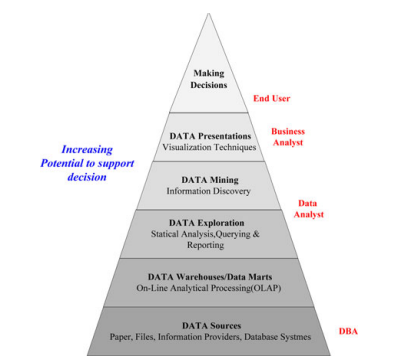 Making
Decisions
End User
DATA Presentations
Visualization Techniques
Business
Analyst
Increasing
Potential to support
decision
DATA Mining
Information Discovery
Data
Analyst
DATA Exploration
Statical Analysis,Querying &
Reporting
DATA Warehouses/Data Marts
On-Line Analytical Processing(OLAP)
DATA Sources
Paper, Files, Information Providers, Database Systmes
DBA